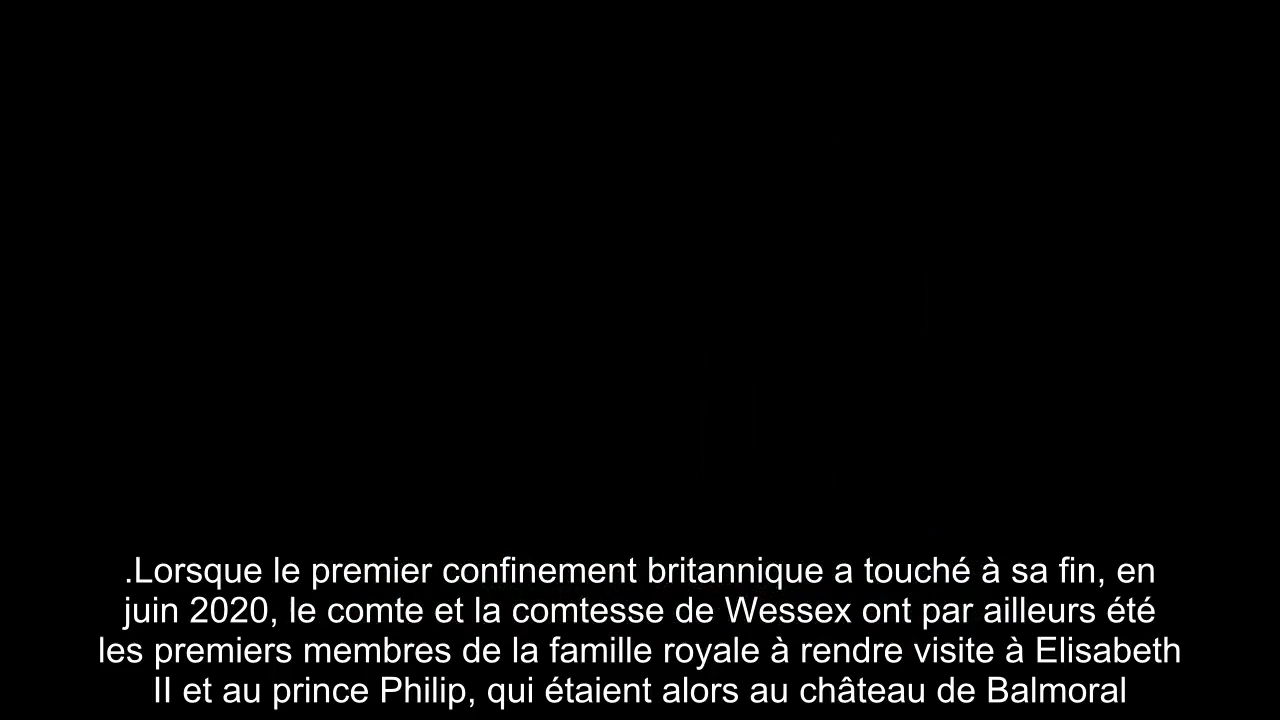 .Lorsque le premier confinement britannique a touché à sa fin, en
juin 2020, le comte et la comtesse de Wessex ont par ailleurs été
les premiers membres de la famille royale à rendre visite à Elisabeth
II et au prince Philip, qui étaient alors au château de Balmoral